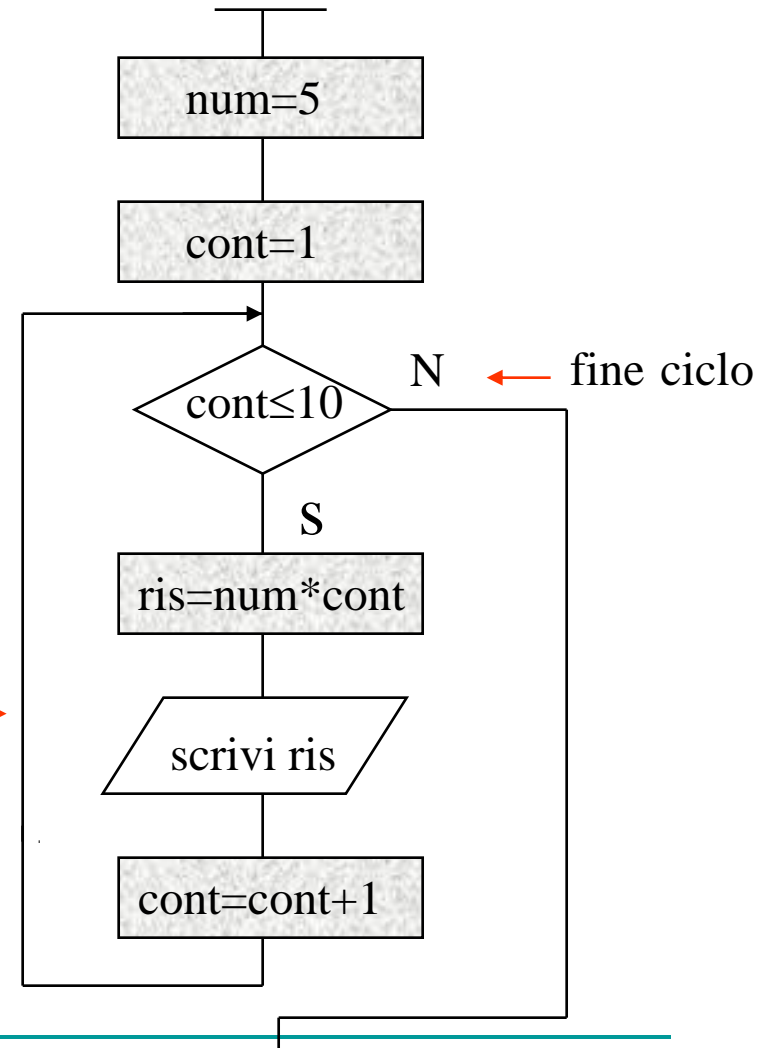 num=5
cont=1
N
fine ciclo
cont≤10
S
ris=num*cont
scrivi ris
cont=cont+1